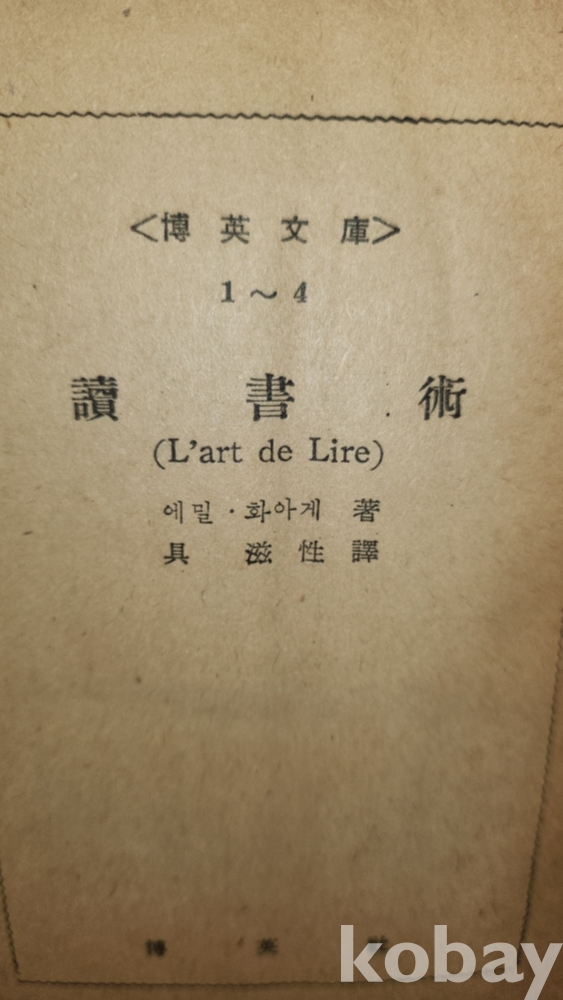 <博英文庫>
1～4
讀書術
(L'art de Lire)
에밀·화아게 著
具滋性譯
博英
kobay